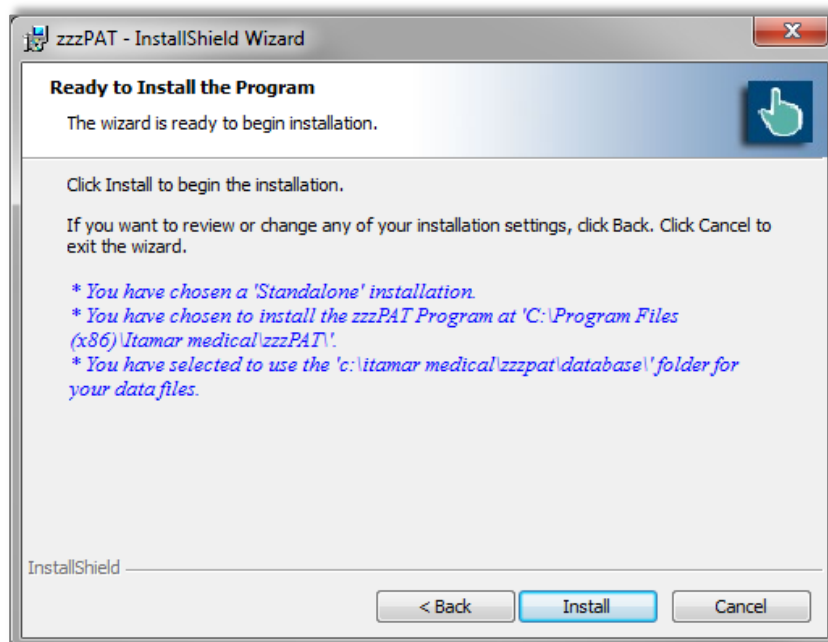 zzzPAT - InstallShield Wizard
Ready to Install the Program
The wizard is ready to begin installation.
Click Install to begin the installation.
If you want to review or change any of your installation settings, click Back. Click Cancel to
exit the wizard.
* You have chosen a 'Standalone' installation.
* You have chosen to install the zzzPAT Program at 'C:\Program Files
(x86)\Itamar medical\zzzPAT\'.
* You have selected to use the 'c:\itamar medical\zzzpat\database\' folder for
your data files.
InstallShield
< Back
Install
Cancel